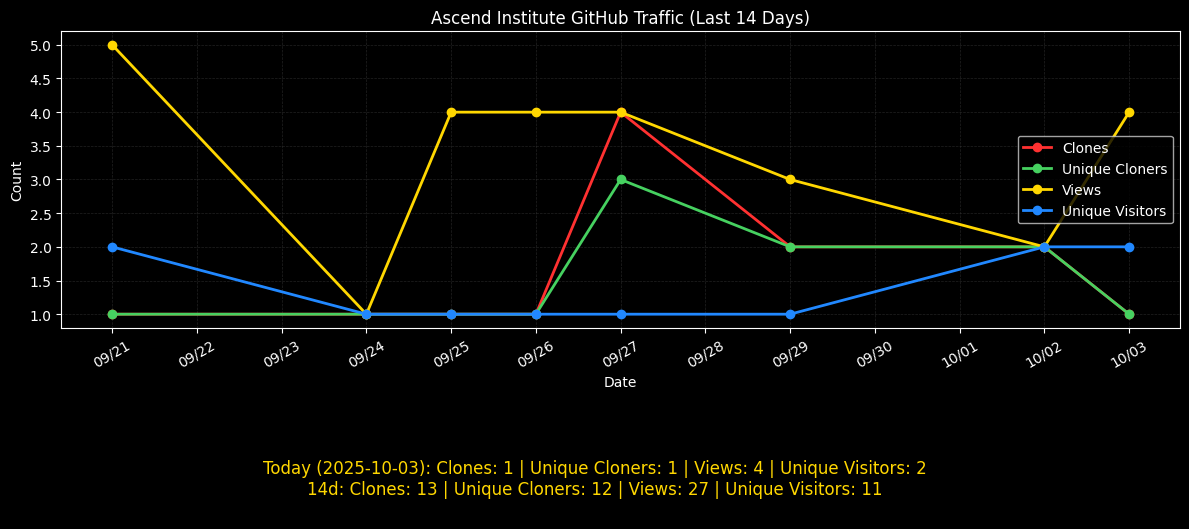 Ascend Institute GitHub Traffic (Last 14 Days)
5.0
4.5
4.0
3.5
3.0
2.5
2.0
1.5
1.0
Count
Clones
Unique Cloners
Views
Unique Visitors
09/21 09/22 09/23 09/24 09/25 09/26 09/27 09/28 09/29 09/30 10/01 10/02 10/03
Date
Today (2025-10-03): Clones: 1 | Unique Cloners: 1 | Views: 4 | Unique Visitors: 2
14d: Clones: 13 | Unique Cloners: 12 | Views: 27 | Unique Visitors: 11